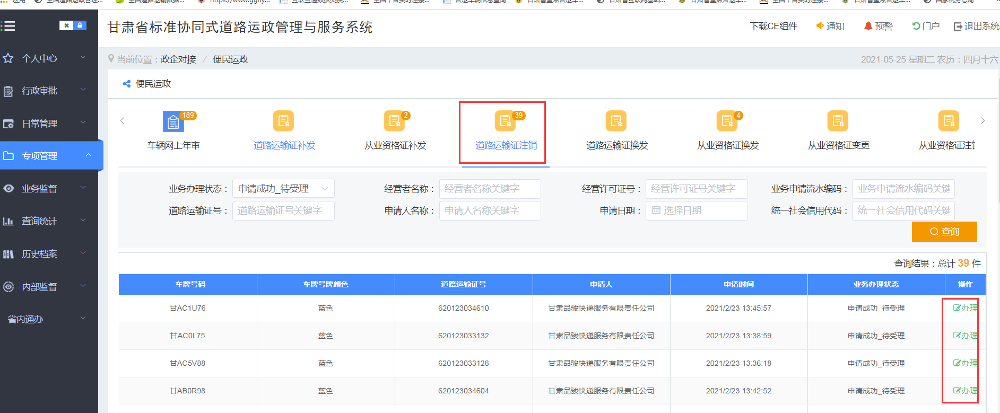 应用
https://www.gghy...
甘肃省标准协同式道路运政管理与服务系统
下载CE组件 通知 预警 门户 退出系统
当前位置：政企对接 / 便民运政
2021-05-25 星期二 农历：四月十六
个人中心
行政审批
日常管理
专项管理
业务监督
查询统计
历史档案
内部监督
省内通办
便民运政
189 2 39 4
车辆网上年审 道路运输证补发 从业资格证补发 道路运输证注销 道路运输证换发 从业资格证换发 从业资格证变更 从业资格证注
业务办理状态： 申请成功_待受理 经营者名称： 经营者名称关键字 经营许可证号： 经营许可证号关键字 业务申请流水编码： 业务申请流水编码关键
道路运输证号： 道路运输证号关键字 申请人名称： 申请人名称关键字 申请日期： 选择日期 统一社会信用代码： 统一社会信用代码关键
查询
查询结果：总计 39 件
车牌号码 车牌号牌颜色 道路运输证号 申请人 申请时间 业务办理状态 操作
甘AC1U76 蓝色 620123034610 甘肃品骏快递服务有限责任公司 2021/2/23 13:45:57 申请成功_待受理 办理
甘AC0L75 蓝色 620123033132 甘肃品骏快递服务有限责任公司 2021/2/23 13:38:59 申请成功_待受理 办理
甘AC5V88 蓝色 620123033128 甘肃品骏快递服务有限责任公司 2021/2/23 13:36:18 申请成功_待受理 办理
甘AB0R98 蓝色 620123034604 甘肃品骏快递服务有限责任公司 2021/2/23 13:42:52 申请成功_待受理 办理